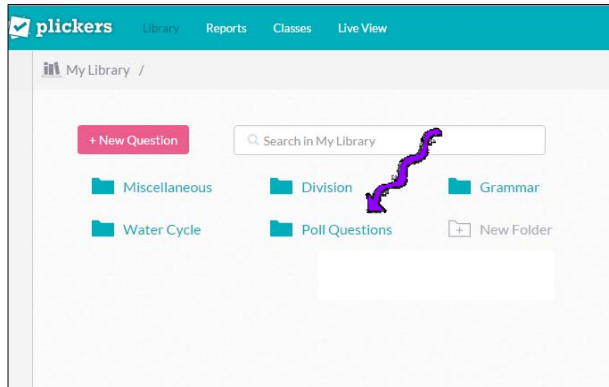 plickers Library Reports Classes Live View
My Library /
+ New Question Search in My Library
Miscellaneous Division Grammar
Water Cycle Poll Questions + New Folder